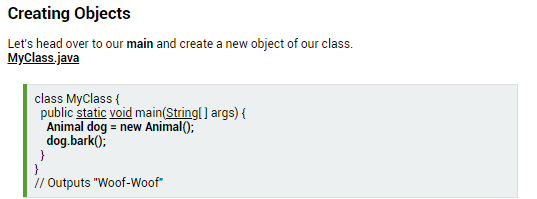 Creating Objects
Let's head over to our main and create a new object of our class.
MyClass.java
class MyClass {
public static void main(String[ ] args) {
Animal dog = new Animal();
dog.bark();
}
}
// Outputs "Woof-Woof"